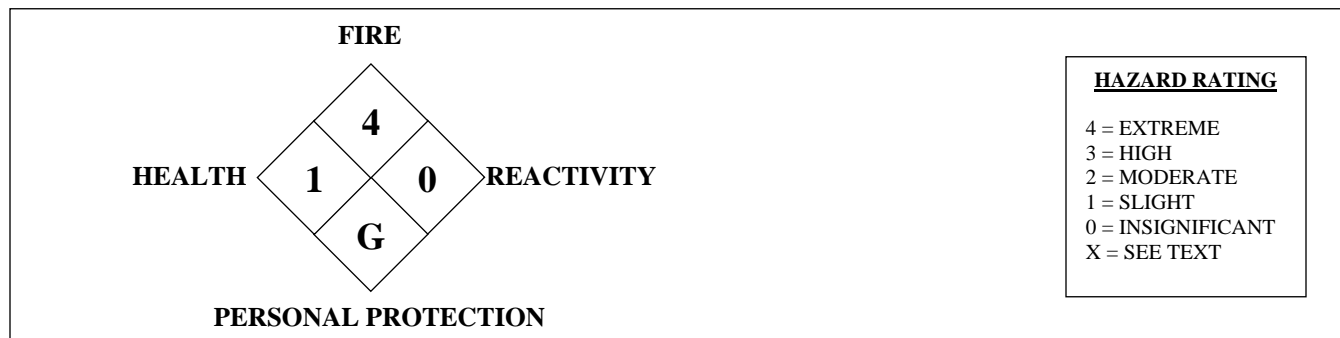 FIRE
4
HEALTH 1 0 REACTIVITY
G
PERSONAL PROTECTION
HAZARD RATING
4 = EXTREME
3 = HIGH
2 = MODERATE
1 = SLIGHT
0 = INSIGNIFICANT
X = SEE TEXT